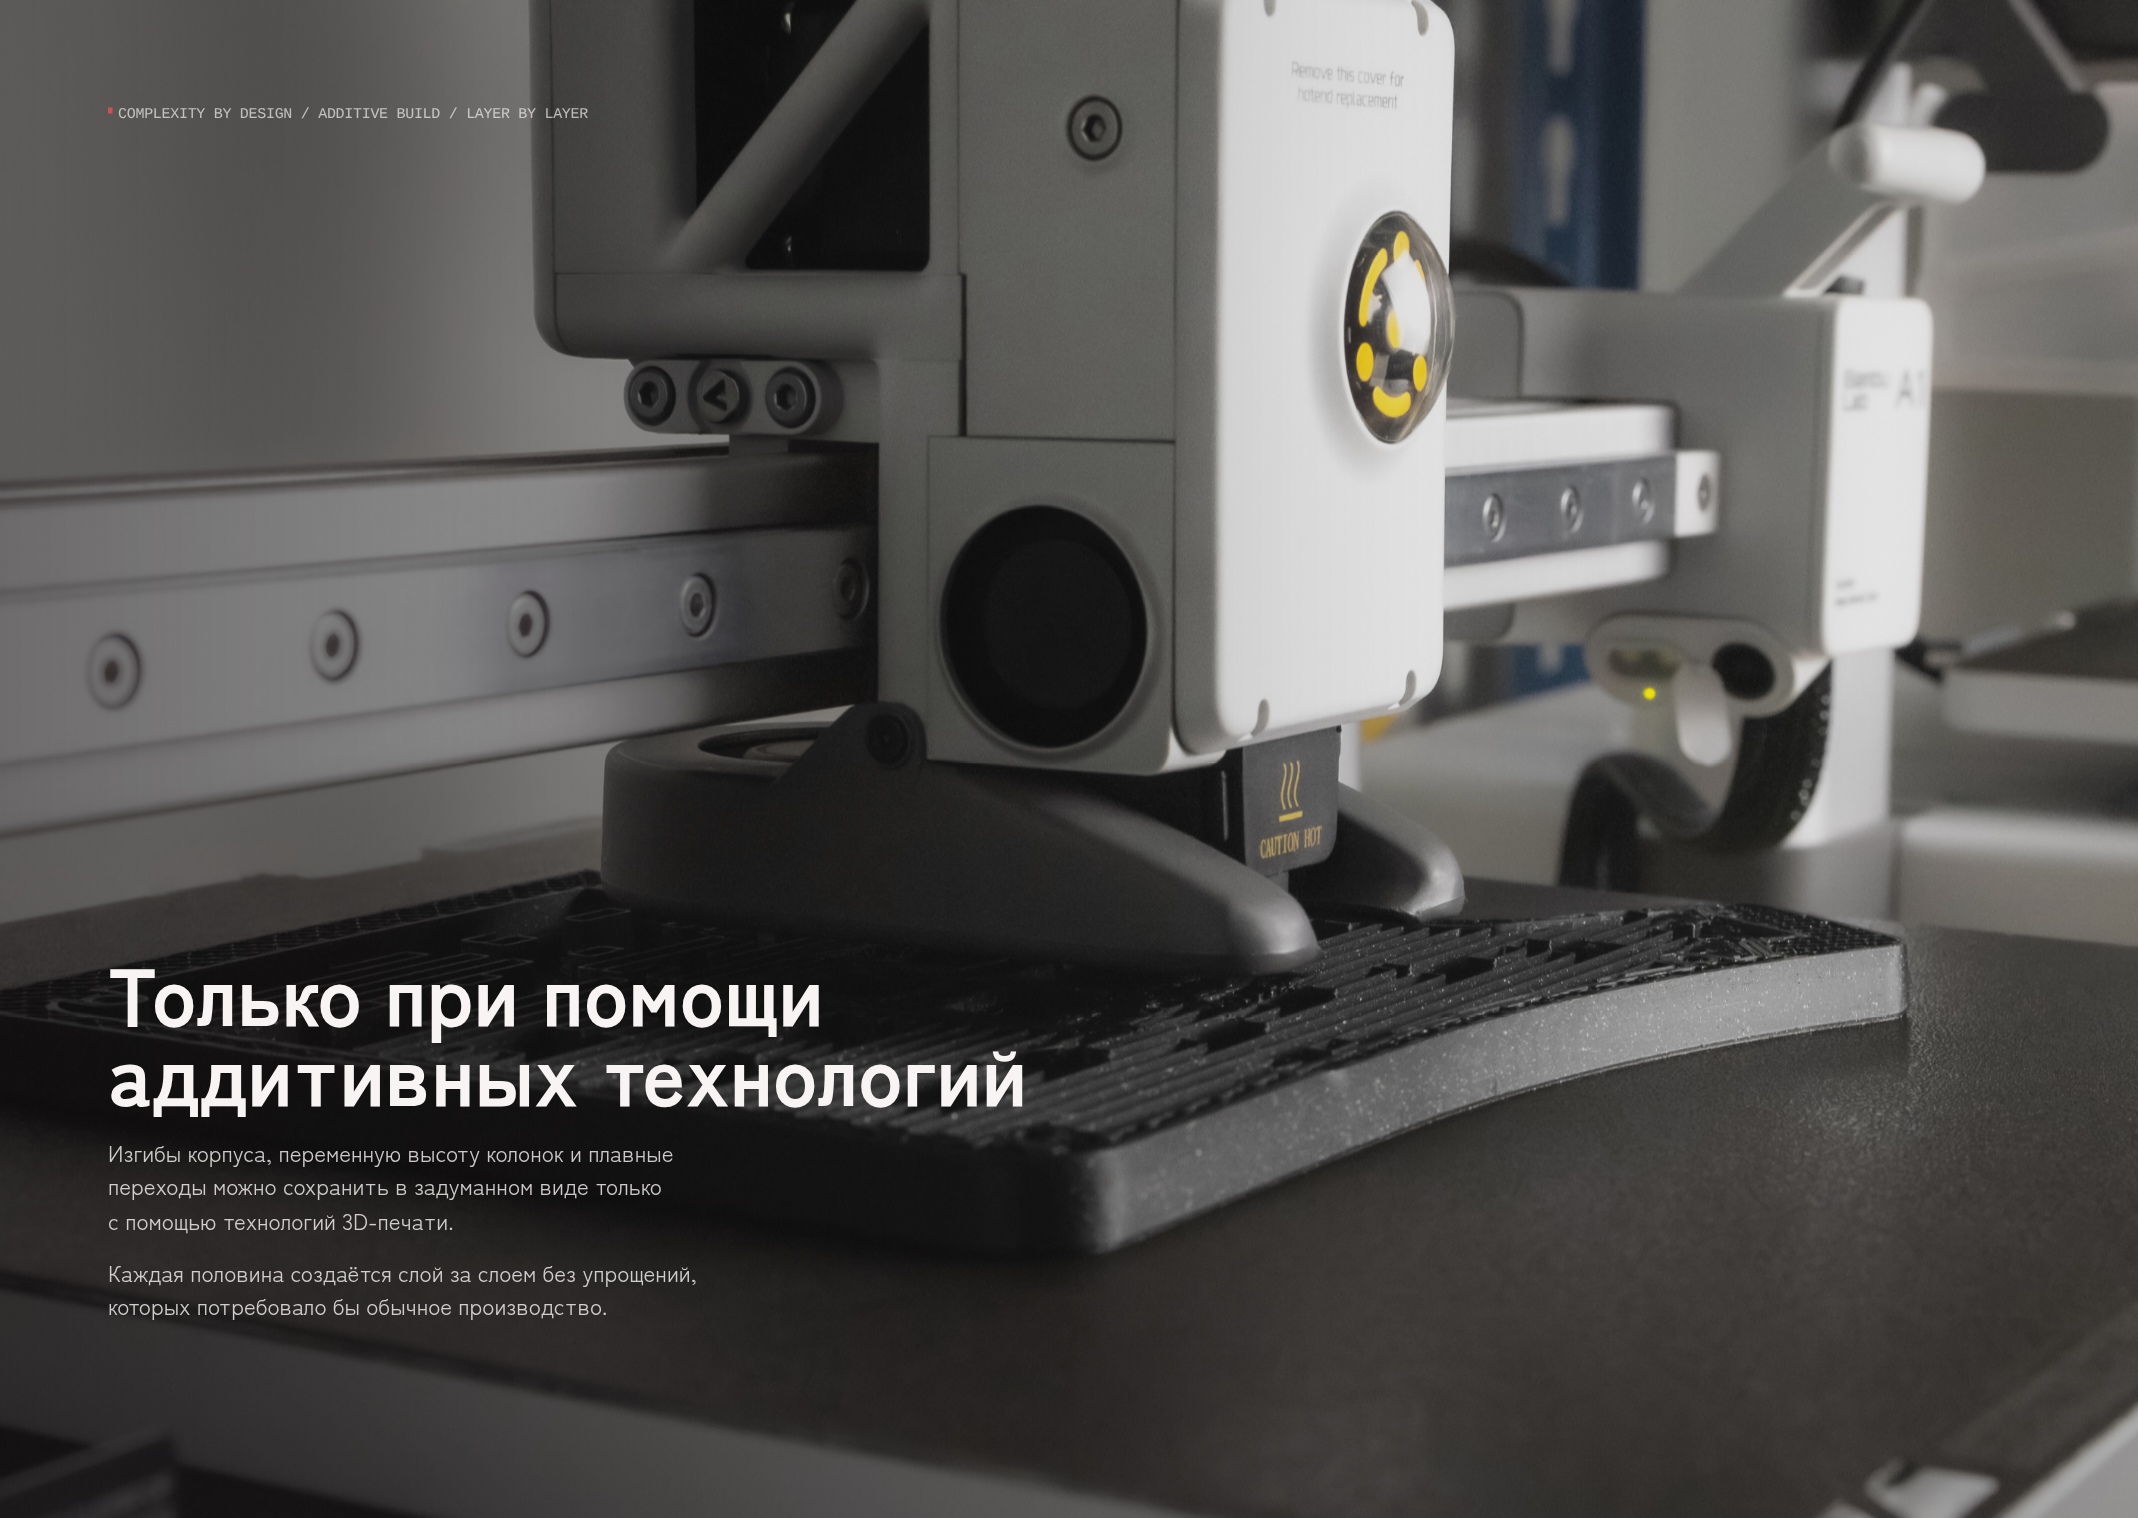 COMPLEXITY BY DESIGN / ADDITIVE BUILD / LAYER BY LAYER
Remove this cover for
hotend replacement
A1
CAUTION HOT
Только при помощи
аддитивных технологий
Изгибы корпуса, переменную высоту колонок и плавные
переходы можно сохранить в задуманном виде только
с помощью технологий 3D-печати.
Каждая половина создаётся слой за слоем без упрощений,
которых потребовало бы обычное производство.